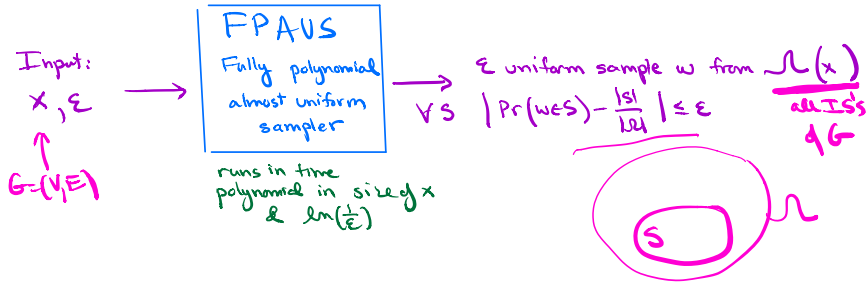 Input:
x, ε
G=(V,E)
FPAUS
Fully polynomial
almost uniform
sampler
runs in time
polynomial in size of x
& ln(1/ε)
ε uniform sample w from Ω(x)
∀ S | Pr(w∈S) - |S|/|Ω| | ≤ ε
all IS's
of G
S
Ω